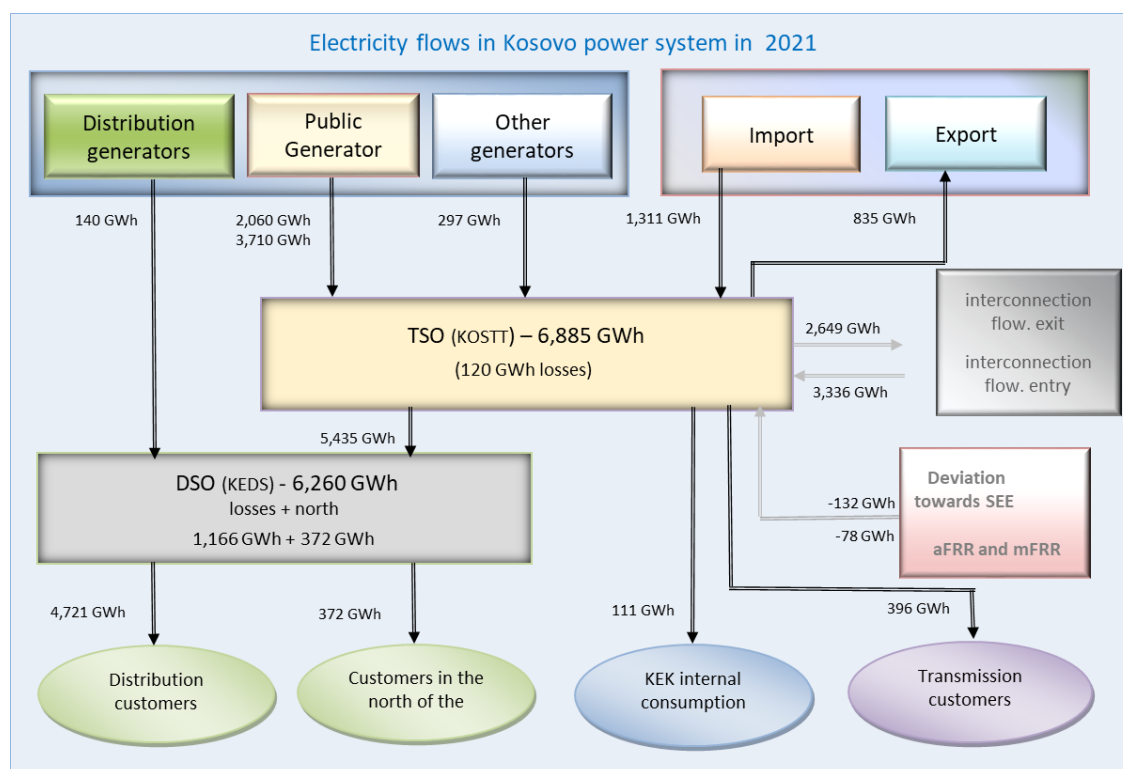 Electricity flows in Kosovo power system in 2021
Distribution
generators
Public
Generator
Other
generators
Import
Export
140 GWh
2,060 GWh
3,710 GWh
297 GWh
1,311 GWh
835 GWh
TSO (KOSTT) – 6,885 GWh
(120 GWh losses)
2,649 GWh
3,336 GWh
interconnection
flow. exit
interconnection
flow. entry
5,435 GWh
DSO (KEDS) - 6,260 GWh
losses + north
1,166 GWh + 372 GWh
-132 GWh
-78 GWh
Deviation
towards SEE
aFRR and mFRR
4,721 GWh
372 GWh
111 GWh
396 GWh
Distribution
customers
Customers in the
north of the
KEK internal
consumption
Transmission
customers